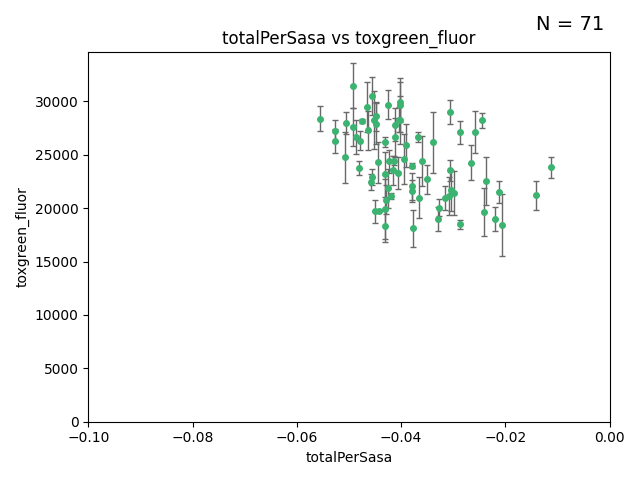 N = 71
totalPerSasa vs toxgreen_fluor
toxgreen_fluor
30000
25000
20000
15000
10000
5000
0
−0.10 −0.08 −0.06 −0.04 −0.02 0.00
totalPerSasa